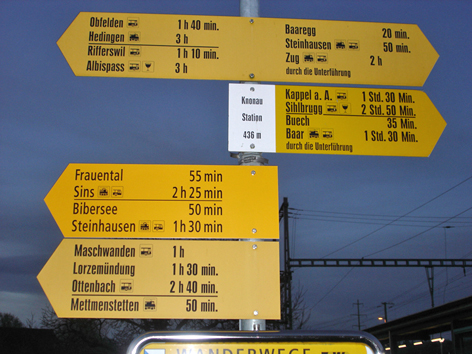 Obfelden 1 h 40 min.
Hedingen 3 h
Rifferswil 1 h 10 min.
Albispass 3 h
Baaregg 20 min.
Steinhausen 50 min.
Zug 2 h
durch die Unterführung
Knonau
Station
436 m
Kappel a. A. 1 Std. 30 Min.
Sihlbrugg 2 Std. 50 Min.
Buech 35 Min.
Baar 1 Std. 30 Min.
durch die Unterführung
Frauental 55 min
Sins 2 h 25 min
Bibersee 50 min
Steinhausen 1 h 30 min
Maschwanden 1 h
Lorzemündung 1 h 30 min.
Ottenbach 2 h 40 min.
Mettmenstetten 50 min.
WANDERWEGE